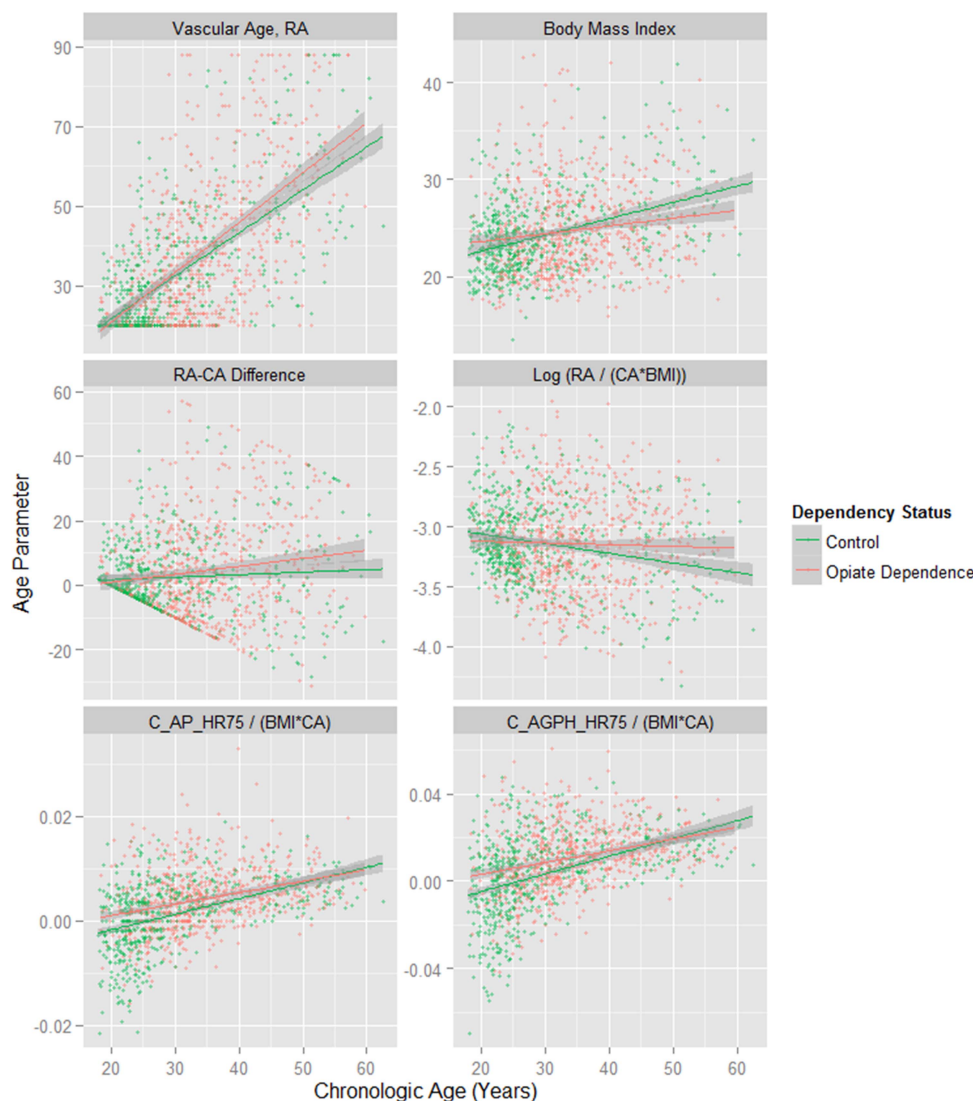 Vascular Age, RA
Body Mass Index
90
70
50
30
40
30
20
RA-CA Difference
Log (RA / (CA*BMI))
60
40
20
0
-20
-2.0
-2.5
-3.0
-3.5
-4.0
Age Parameter
Dependency Status
Control
Opiate Dependence
C_AP_HR75 / (BMI*CA)
C_AGPH_HR75 / (BMI*CA)
0.02
0.00
-0.02
0.04
0.00
-0.04
20 30 40 50 60
20 30 40 50 60
Chronologic Age (Years)